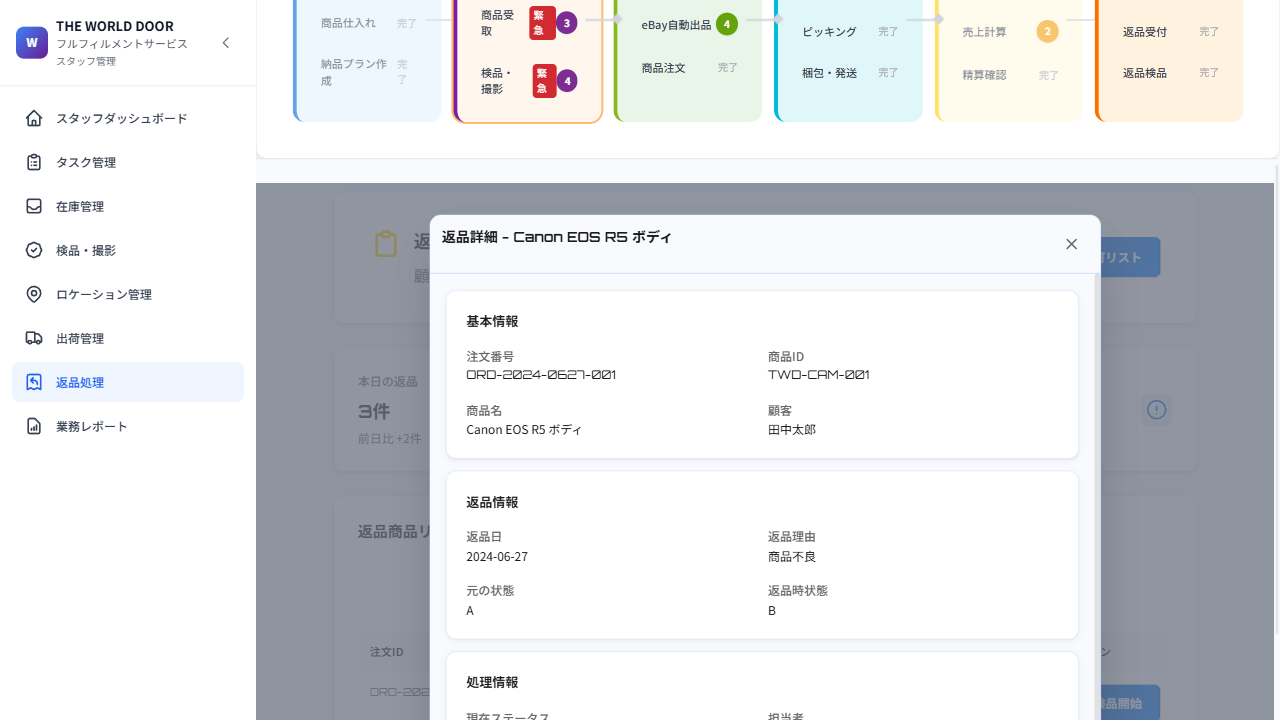 THE WORLD DOOR
フルフィルメントサービス
スタッフ管理
W
スタッフダッシュボード
タスク管理
在庫管理
検品・撮影
ロケーション管理
出荷管理
返品処理
業務レポート
商品仕入れ 完了
納品プラン作成 完了
商品受取 緊急 3
検品・撮影 緊急 4
eBay自動出品 4
商品注文 完了
ピッキング 完了
梱包・発送 完了
売上計算 2
精算確認 完了
返品受付 完了
返品検品 完了
返
顧
リスト
本日の返品
3件
前日比 +2件
返品商品リ
注文ID
ORD-202
ン
検品開始
返品詳細 - Canon EOS R5 ボディ
基本情報
注文番号
ORD-2024-0627-001
商品ID
TWD-CAM-001
商品名
Canon EOS R5 ボディ
顧客
田中太郎
返品情報
返品日
2024-06-27
返品理由
商品不良
元の状態
A
返品時状態
B
処理情報
現在ステータス
担当者